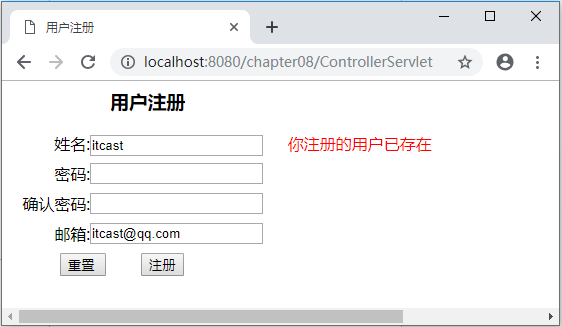 用户注册
localhost:8080/chapter08/ControllerServlet
用户注册
姓名:itcast 你注册的用户已存在
密码:
确认密码:
邮箱:itcast@qq.com
重置 注册